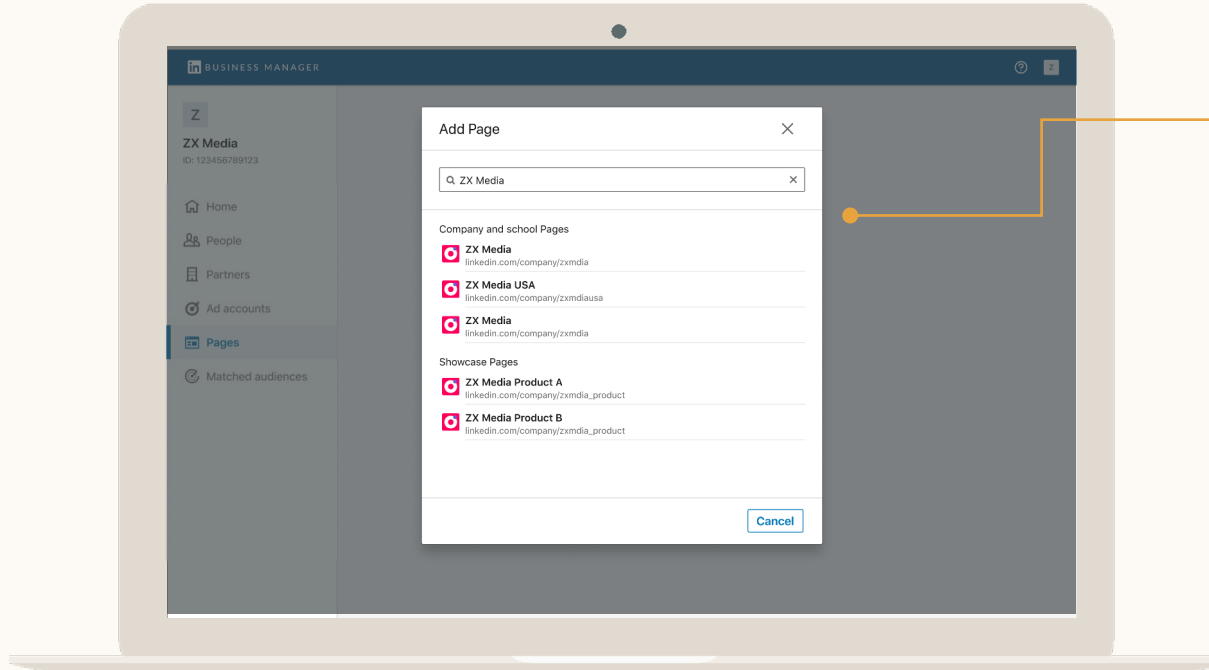 in BUSINESS MANAGER
Z
Z
ZX Media
ID: 123456789123
Home
People
Partners
Ad accounts
Pages
Matched audiences
Add Page
ZX Media
Company and school Pages
ZX Media
linkedin.com/company/zxmdia
ZX Media USA
linkedin.com/company/zxmdiausa
ZX Media
linkedin.com/company/zxmdia
Showcase Pages
ZX Media Product A
linkedin.com/company/zxmdia_product
ZX Media Product B
linkedin.com/company/zxmdia_product
Cancel